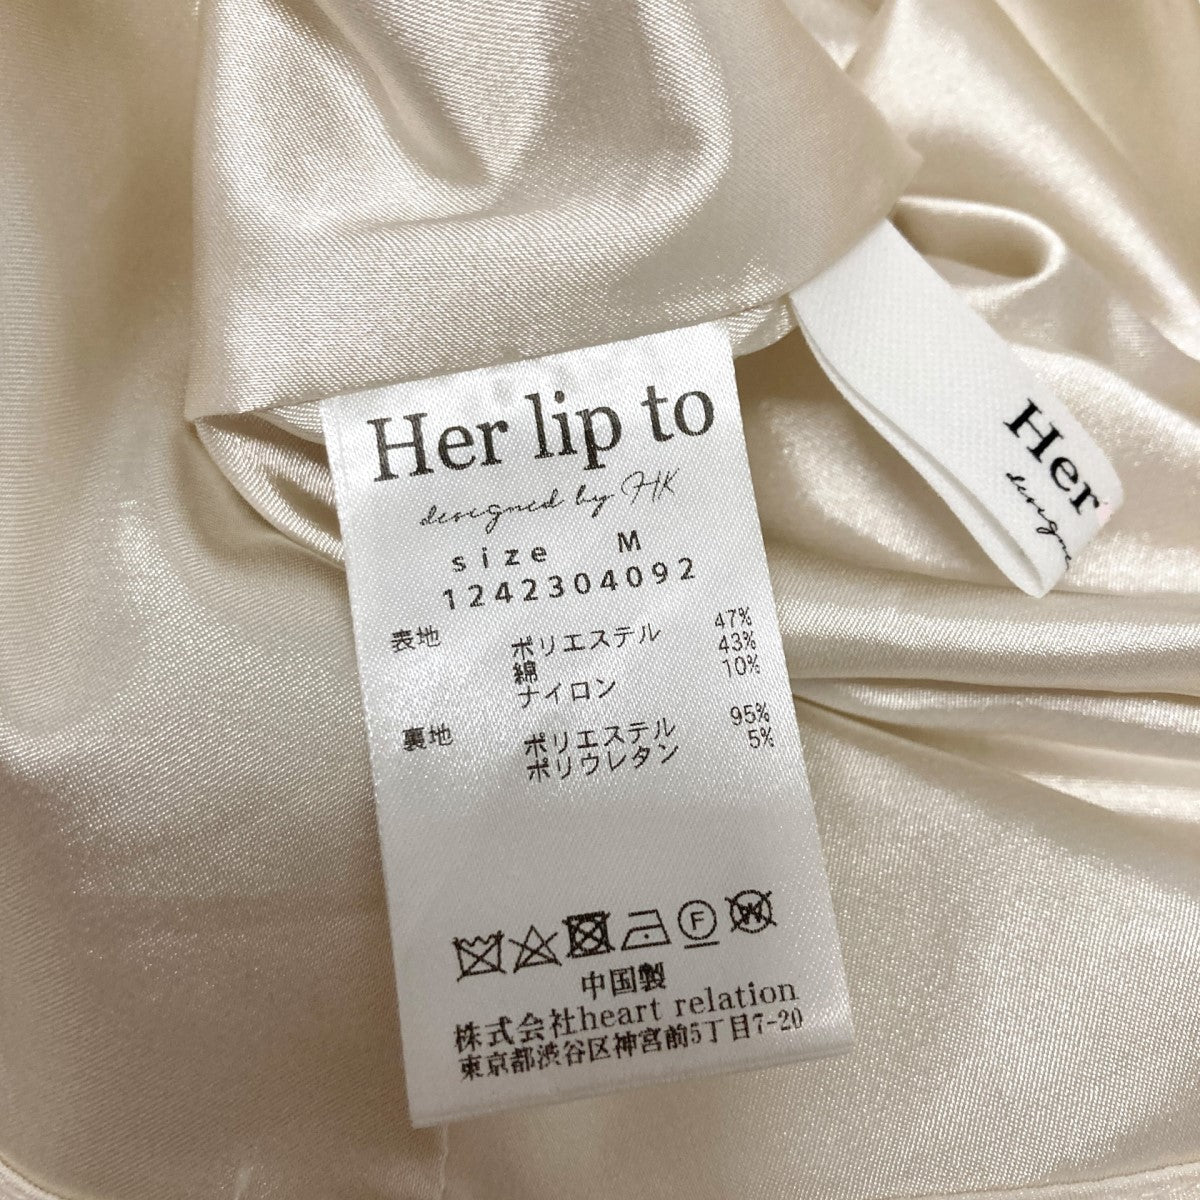 Her lip to
designed by HK
size M
1242304092
表地 ポリエステル 47%
綿 43%
ナイロン 10%
裏地 ポリエステル 95%
ポリウレタン 5%
F W
中国製
株式会社heart relation
東京都渋谷区神宮前5丁目7-20
Her